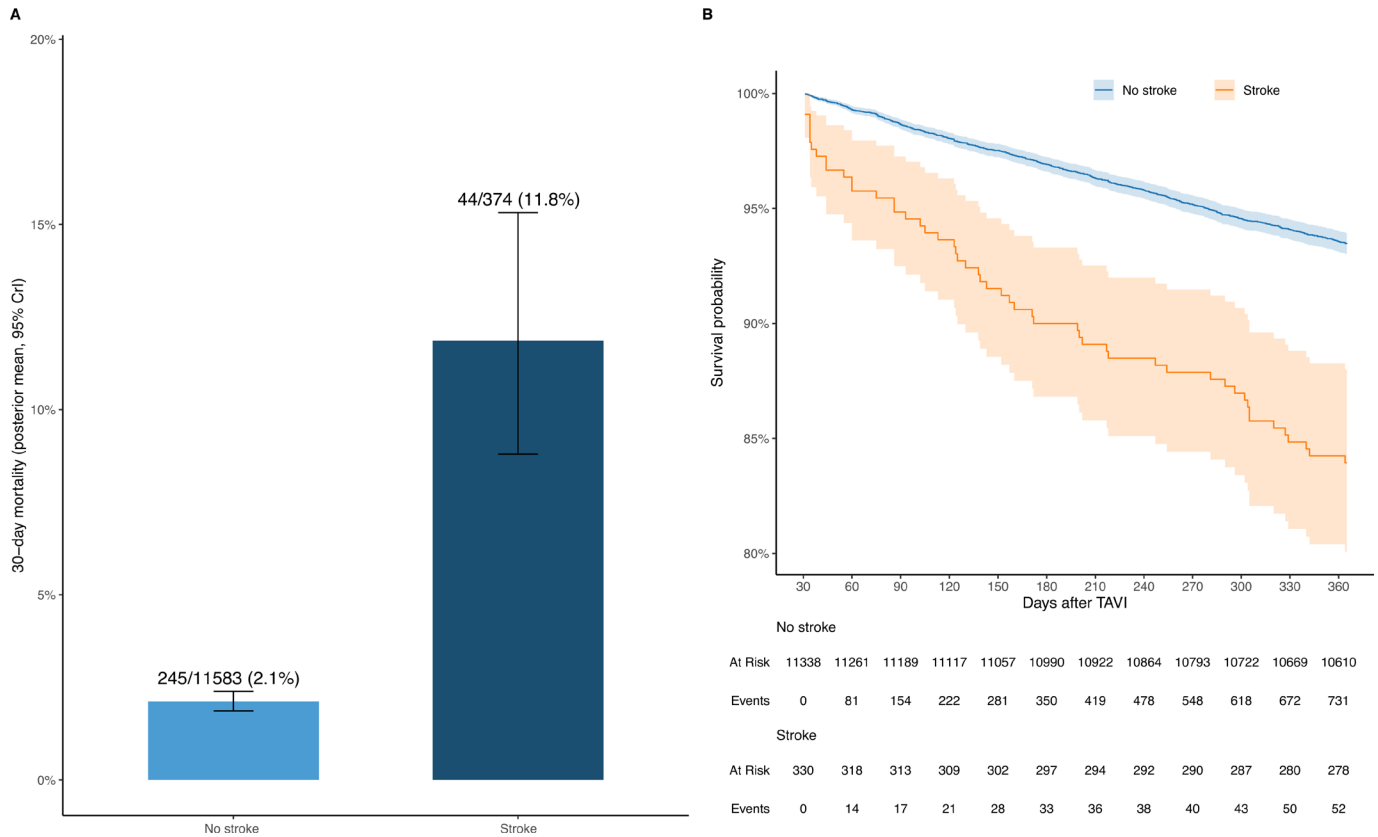 A
30–day mortality (posterior mean, 95% CrI)
20%
15%
10%
5%
0%
245/11583 (2.1%)
44/374 (11.8%)
No stroke
Stroke
B
No stroke
Stroke
Survival probability
100%
95%
90%
85%
80%
30 60 90 120 150 180 210 240 270 300 330 360
Days after TAVI
No stroke
At Risk 11338 11261 11189 11117 11057 10990 10922 10864 10793 10722 10669 10610
Events 0 81 154 222 281 350 419 478 548 618 672 731
Stroke
At Risk 330 318 313 309 302 297 294 292 290 287 280 278
Events 0 14 17 21 28 33 36 38 40 43 50 52